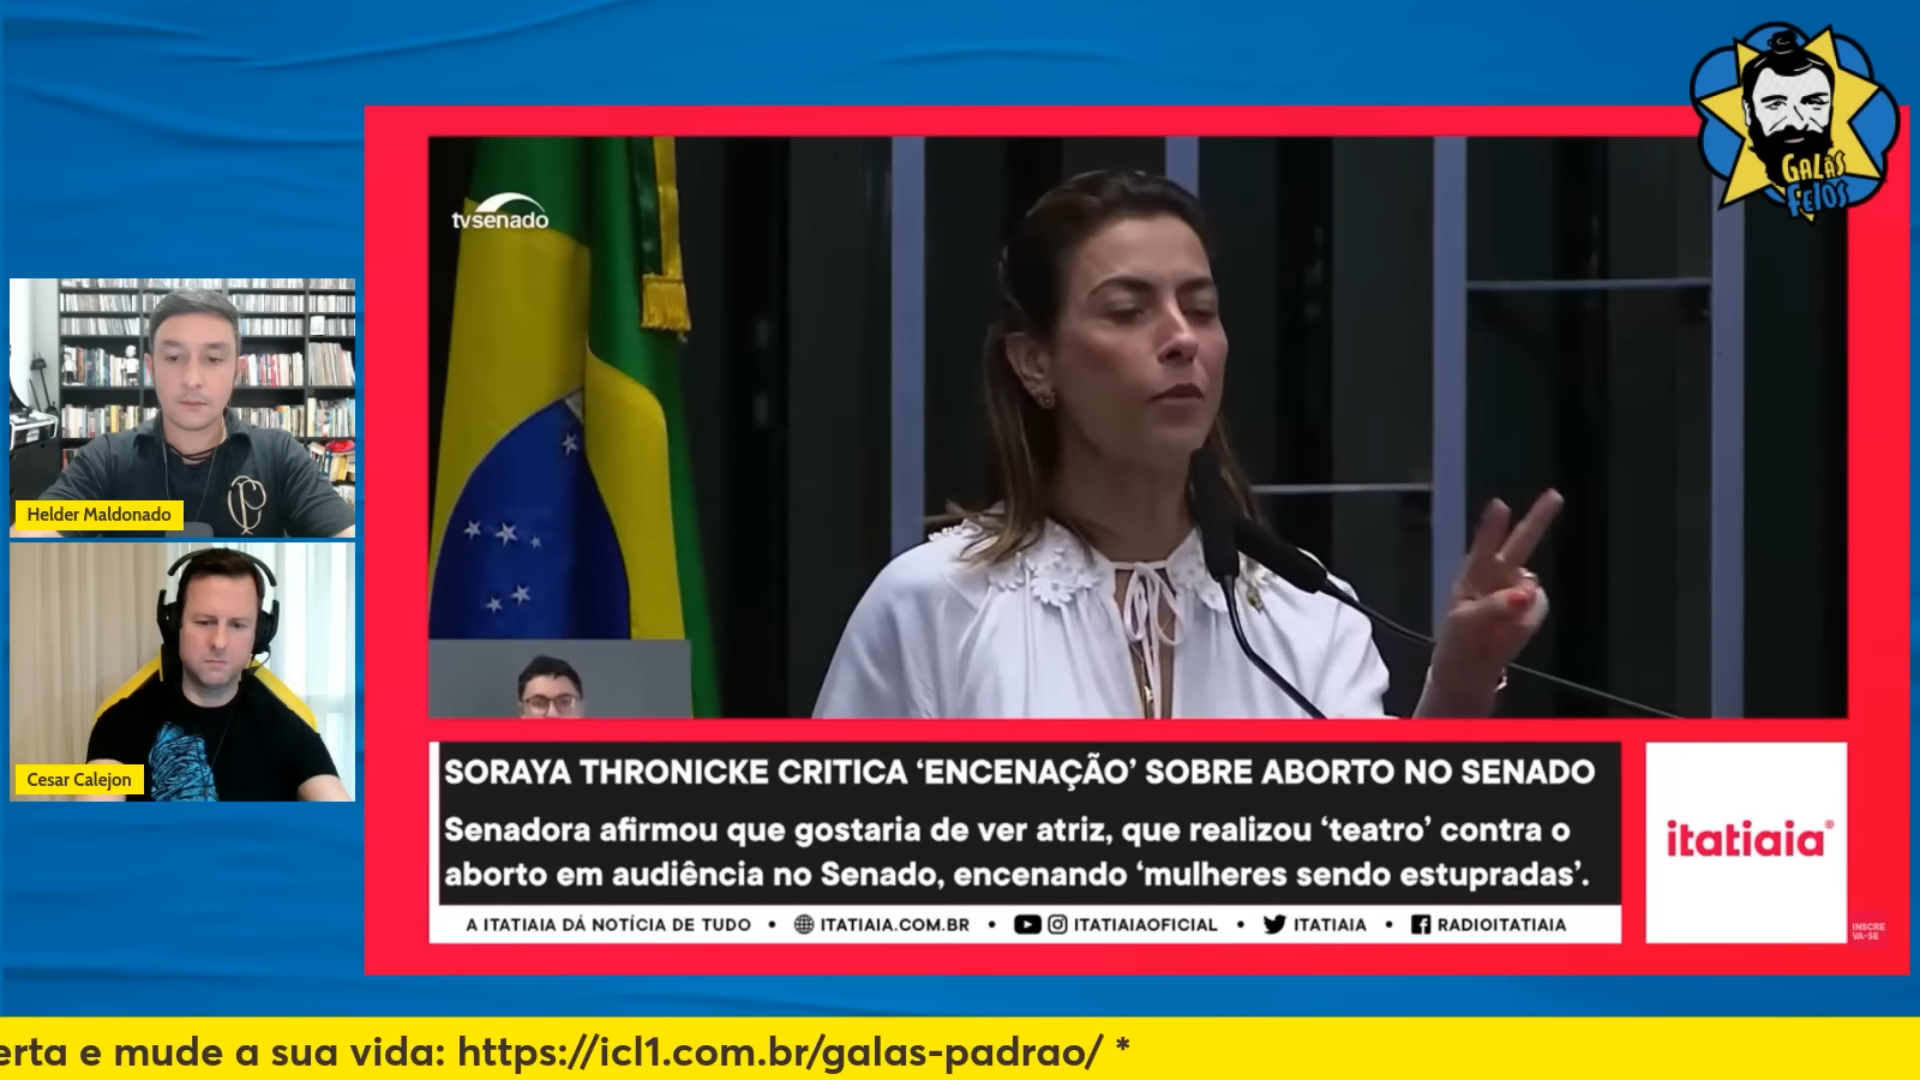 GALÃS
FEIOS
tvsenado
Helder Maldonado
Cesar Calejon
SORAYA THRONICKE CRITICA ‘ENCENAÇÃO’ SOBRE ABORTO NO SENADO
Senadora afirmou que gostaria de ver atriz, que realizou ‘teatro’ contra o
aborto em audiência no Senado, encenando ‘mulheres sendo estupradas’.
itatiaia®
A ITATIAIA DÁ NOTÍCIA DE TUDO • ITATIAIA.COM.BR • ITATIAIAOFICIAL • ITATIAIA • RADIOITATIAIA
INSCRE
VA-SE
erta e mude a sua vida: https://icl1.com.br/galas-padrao/ *